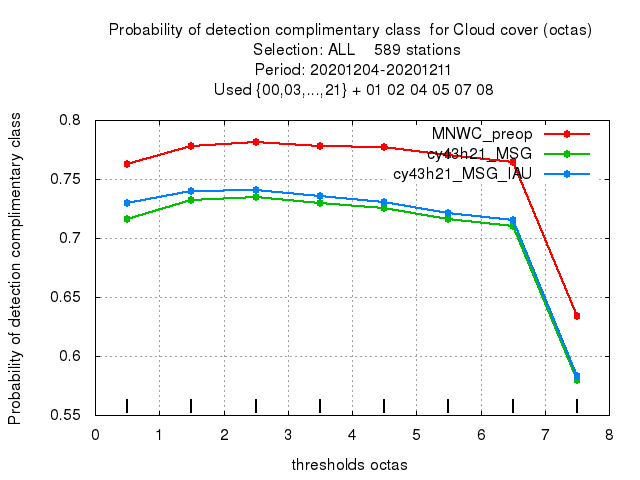 Probability of detection complimentary class  for Cloud cover (octas)
Selection: ALL    589 stations
Period: 20201204-20201211
Used {00,03,...,21} + 01 02 04 05 07 08
Probability of detection complimentary class
0.8
0.75
0.7
0.65
0.6
0.55
MNWC_preop
cy43h21_MSG
cy43h21_MSG_IAU
0 1 2 3 4 5 6 7 8
thresholds octas